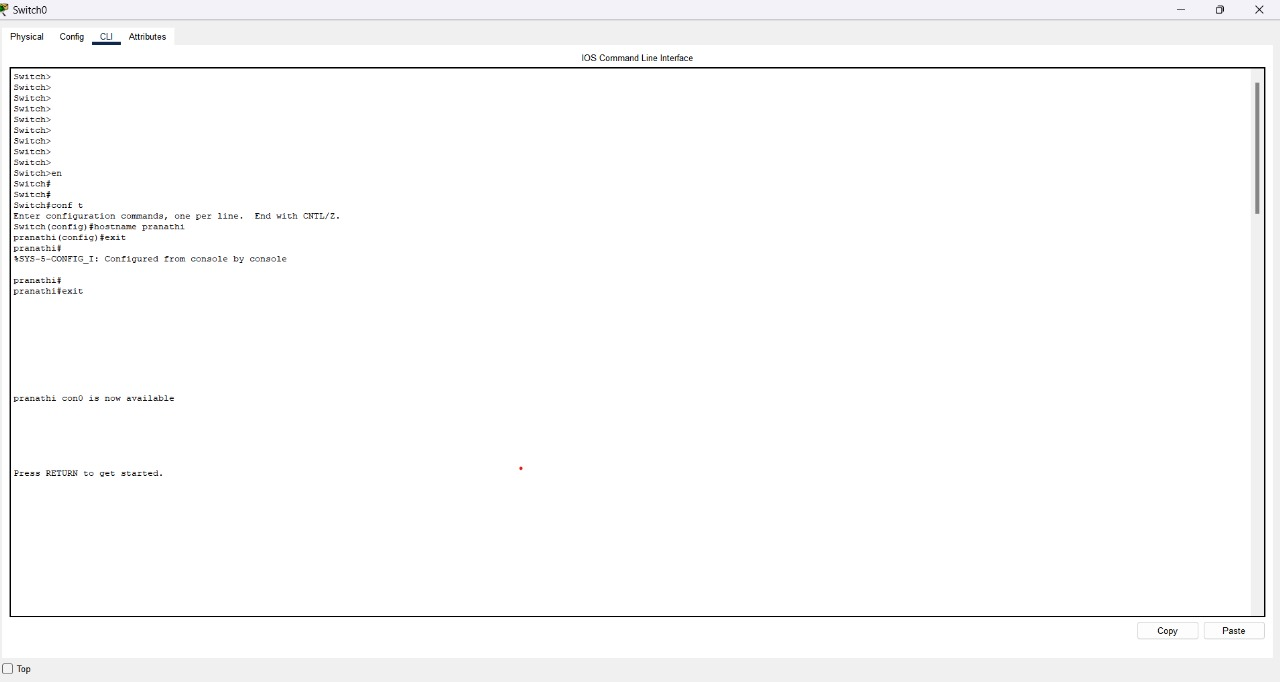 Switch0
Physical Config CLI Attributes
IOS Command Line Interface
Switch>
Switch>
Switch>
Switch>
Switch>
Switch>
Switch>
Switch>
Switch>
Switch>en
Switch#
Switch#
Switch#conf t
Enter configuration commands, one per line.  End with CNTL/Z.
Switch(config)#hostname pranathi
pranathi(config)#exit
pranathi#
%SYS-5-CONFIG_I: Configured from console by console
pranathi#
pranathi#exit
pranathi con0 is now available
Press RETURN to get started.
Copy Paste
Top